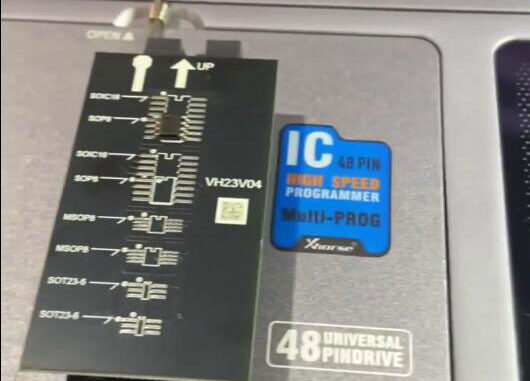 OPEN ▲
UP
SOIC16
SOP8
SOIC16
SOP8
MSOP8
MSOP8
SOT23-6
SOT23-6
VH23V04
IC 48 PIN
HIGH SPEED
PROGRAMMER
Multi-PROG
Xhorse
48 UNIVERSAL
PINDRIVE